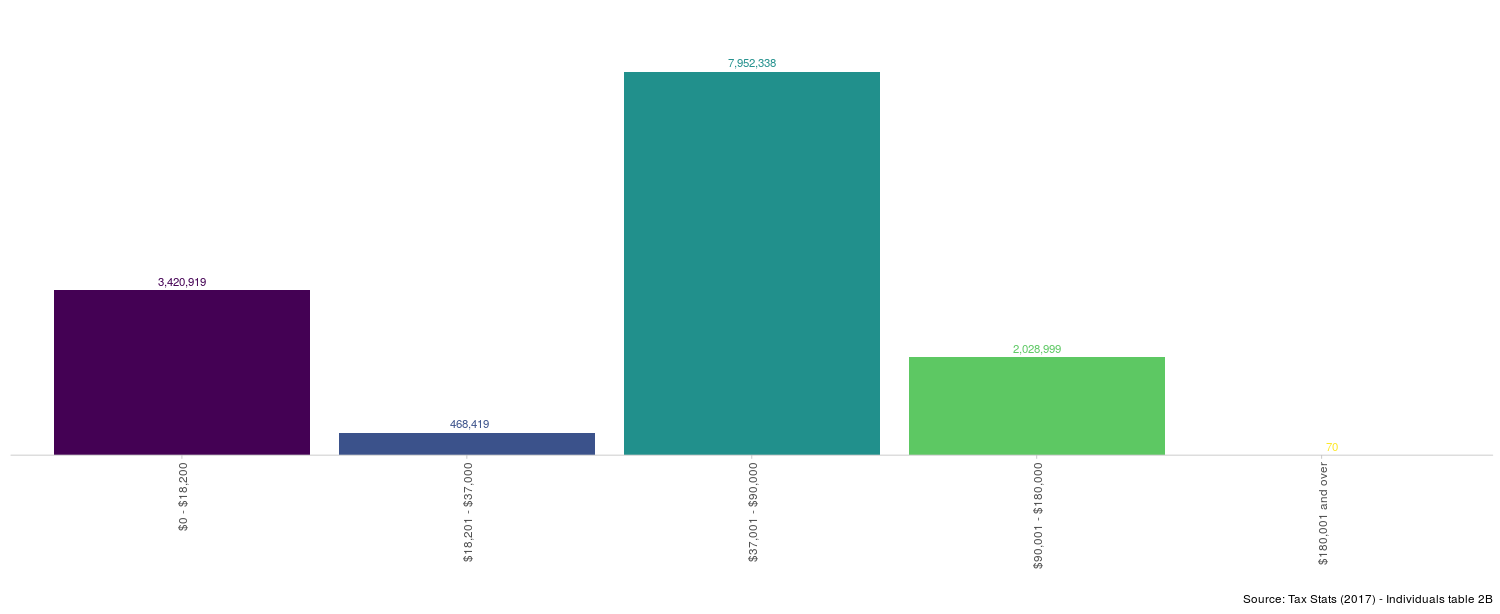 7,952,338
3,420,919
2,028,999
468,419
70
$0 - $18,200
$18,201 - $37,000
$37,001 - $90,000
$90,001 - $180,000
$180,001 and over
Source: Tax Stats (2017) - Individuals table 2B